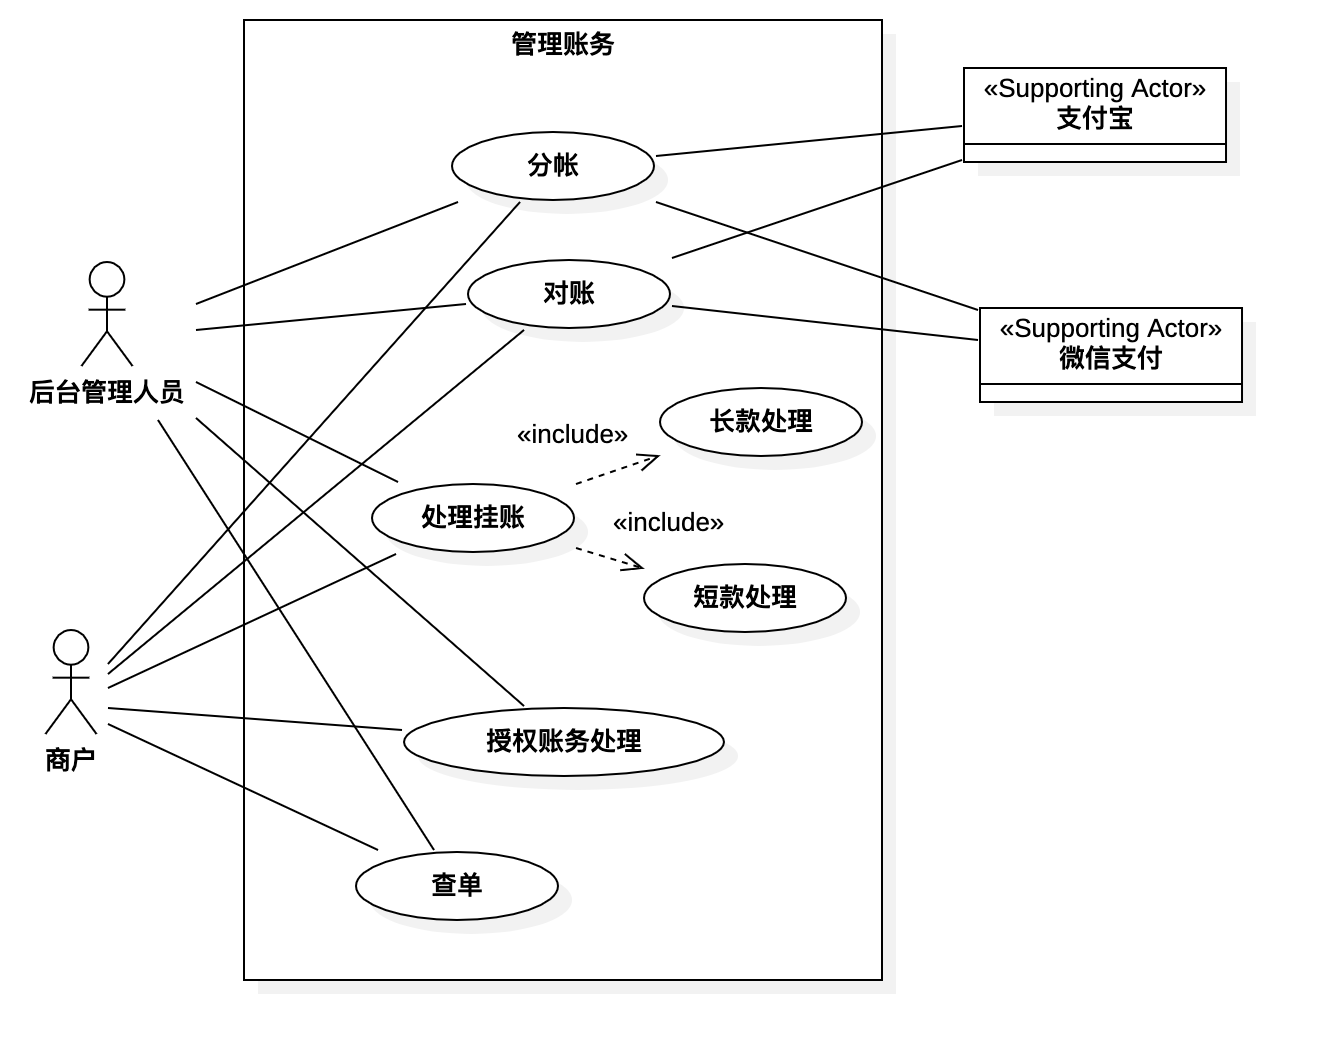 管理账务
«Supporting Actor»
支付宝
分帐
对账
«Supporting Actor»
微信支付
后台管理人员
长款处理
«include»
处理挂账
«include»
短款处理
授权账务处理
商户
查单